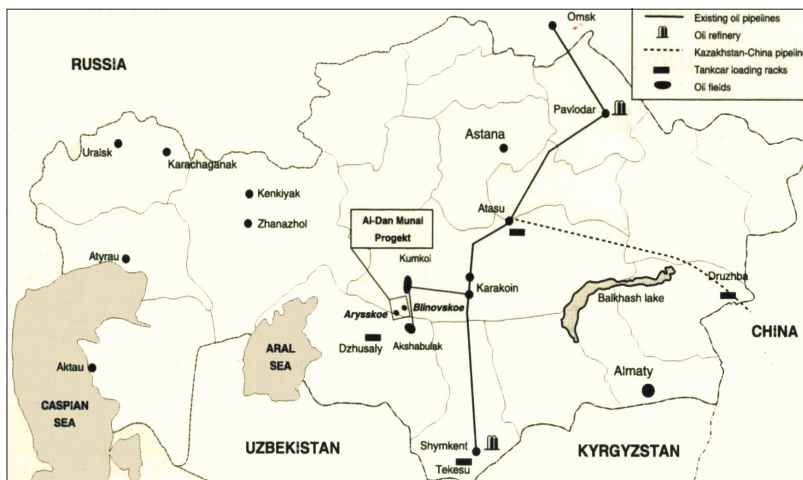 Omsk
Existing oil pipelines
Oil refinery
Kazakhstan-China pipelin
Tankcar loading racks
Oil fields
RUSSIA
Pavlodar
Astana
Uralsk
Karachaganak
Kenkiyak
Zhanazhol
Ai-Dan Munai
Progekt
Atasu
Kumkol
Atyrau
Druzhba
Karakoin
Balkhash lake
Blinovskoe
Arysskoe
Akshabulak
Dzhusaly
CHINA
ARAL
SEA
Aktau
Almaty
CASPIAN
SEA
UZBEKISTAN
Shymkent
KYRGYZSTAN
Tekesu